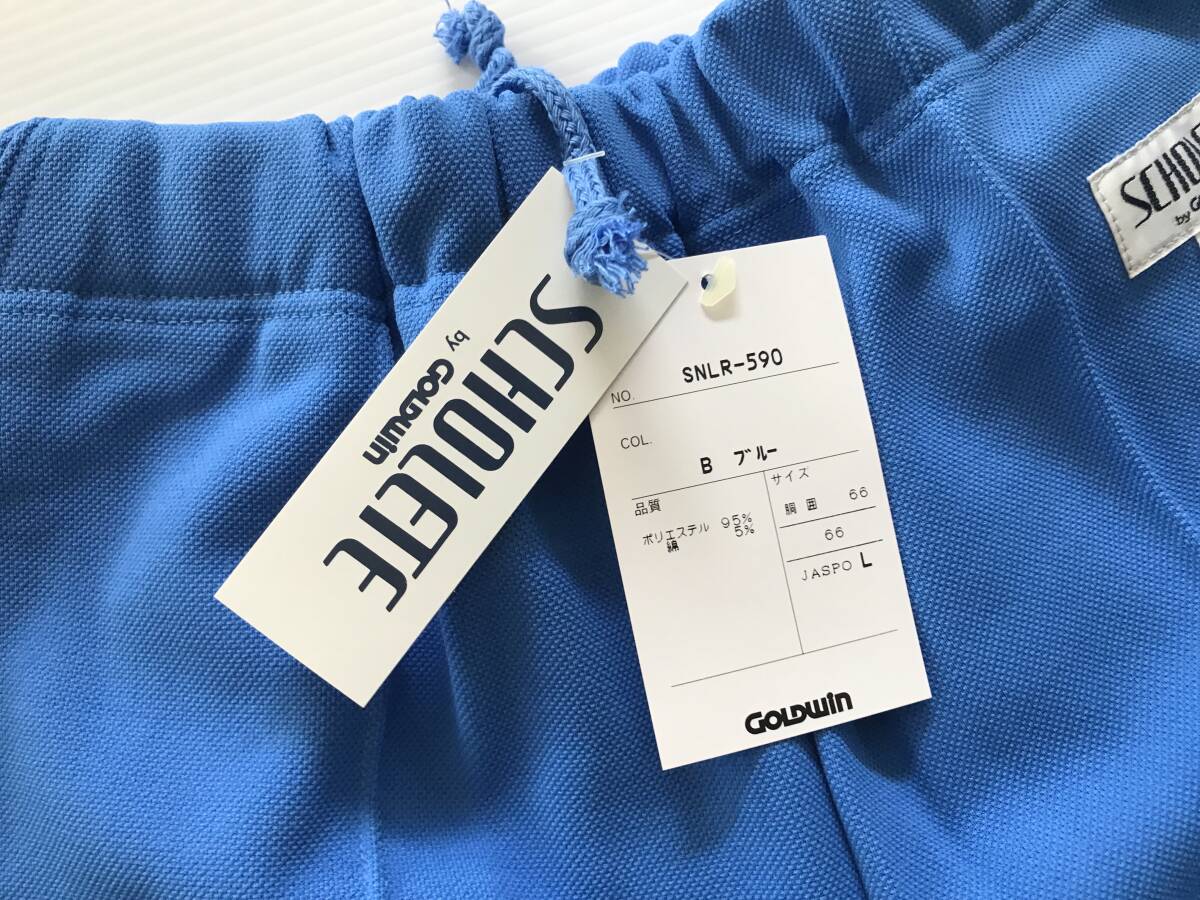 SCHOLETE
by GOLDWIN
NO. SNLR-590
COL.
B ブルー
品質
ポリエステル 95%
綿 5%
サイズ
胴囲 66
66
JASPO L
GOLDWIN
by